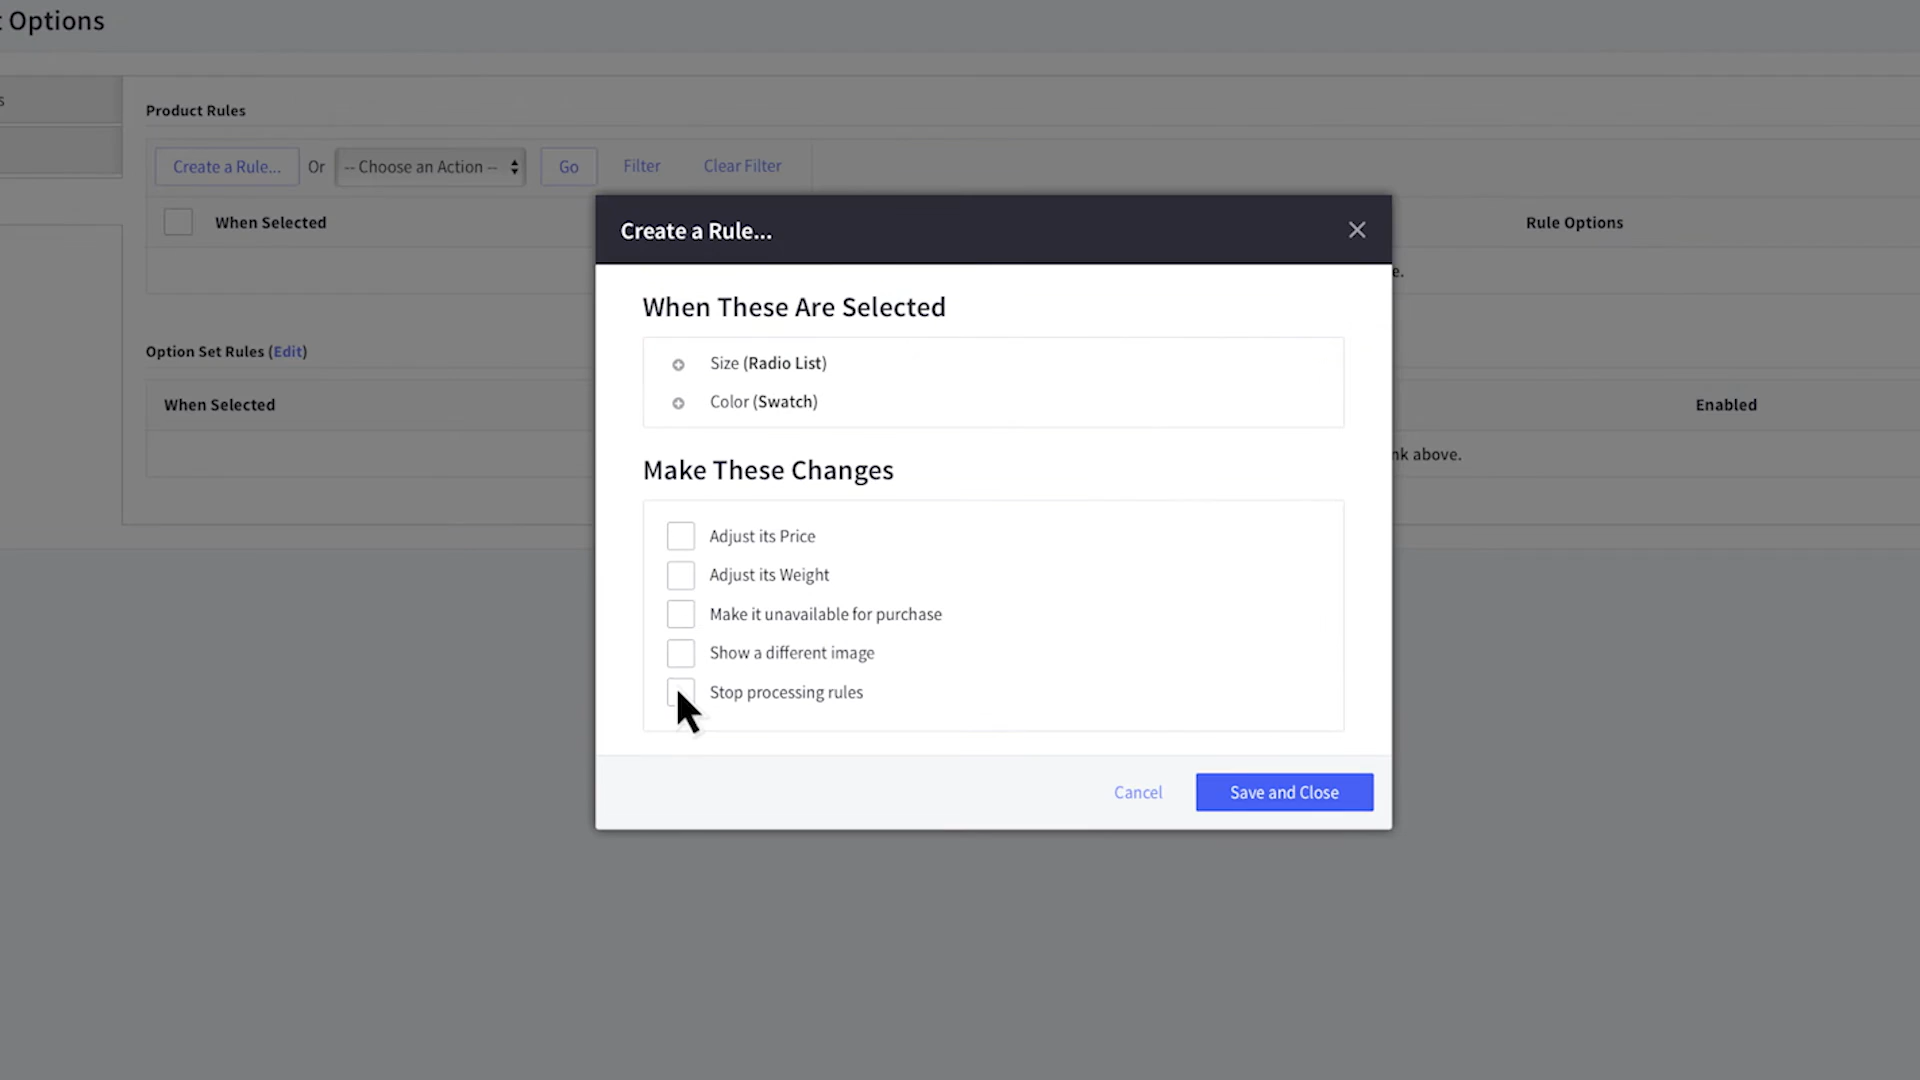 : Options
s
Product Rules
Create a Rule... Or -- Choose an Action -- Go Filter Clear Filter
When Selected Rule Options
e.
Option Set Rules (Edit)
When Selected Enabled
nk above.
Create a Rule...
When These Are Selected
Size (Radio List)
Color (Swatch)
Make These Changes
Adjust its Price
Adjust its Weight
Make it unavailable for purchase
Show a different image
Stop processing rules
Cancel Save and Close